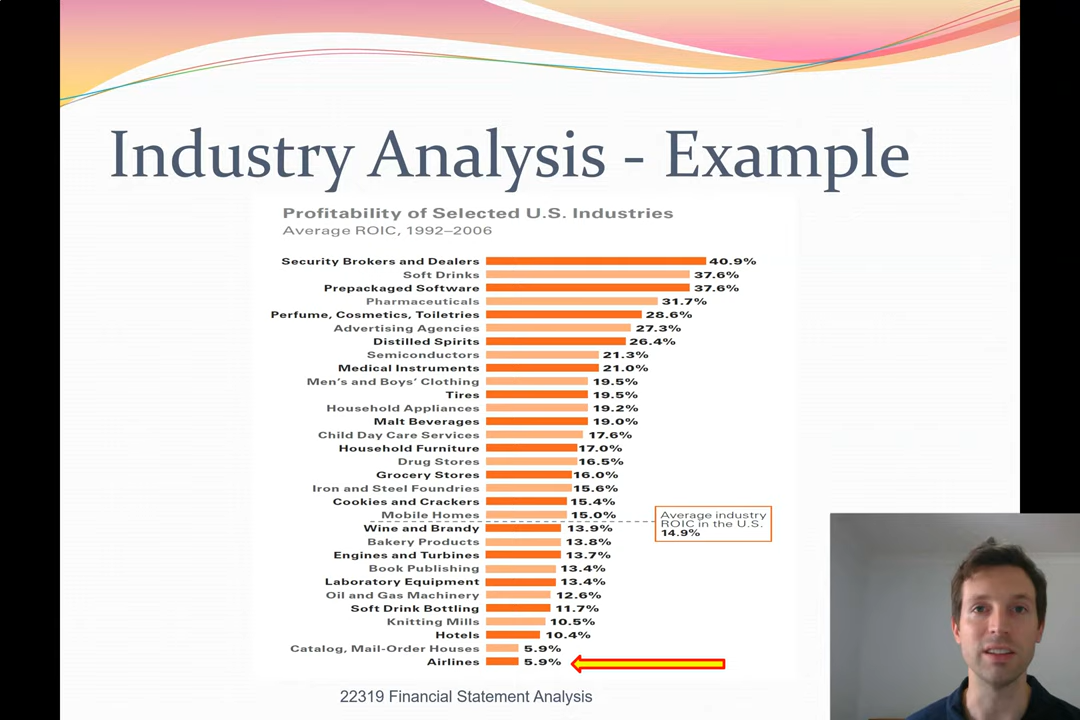 Industry Analysis - Example
Profitability of Selected U.S. Industries
Average ROIC, 1992–2006
Security Brokers and Dealers 40.9%
Soft Drinks 37.6%
Prepackaged Software 37.6%
Pharmaceuticals 31.7%
Perfume, Cosmetics, Toiletries 28.6%
Advertising Agencies 27.3%
Distilled Spirits 26.4%
Semiconductors 21.3%
Medical Instruments 21.0%
Men's and Boys' Clothing 19.5%
Tires 19.5%
Household Appliances 19.2%
Malt Beverages 19.0%
Child Day Care Services 17.6%
Household Furniture 17.0%
Drug Stores 16.5%
Grocery Stores 16.0%
Iron and Steel Foundries 15.6%
Cookies and Crackers 15.4%
Mobile Homes 15.0%
Average industry
ROIC in the U.S.
14.9%
Wine and Brandy 13.9%
Bakery Products 13.8%
Engines and Turbines 13.7%
Book Publishing 13.4%
Laboratory Equipment 13.4%
Oil and Gas Machinery 12.6%
Soft Drink Bottling 11.7%
Knitting Mills 10.5%
Hotels 10.4%
Catalog, Mail-Order Houses 5.9%
Airlines 5.9%
22319 Financial Statement Analysis